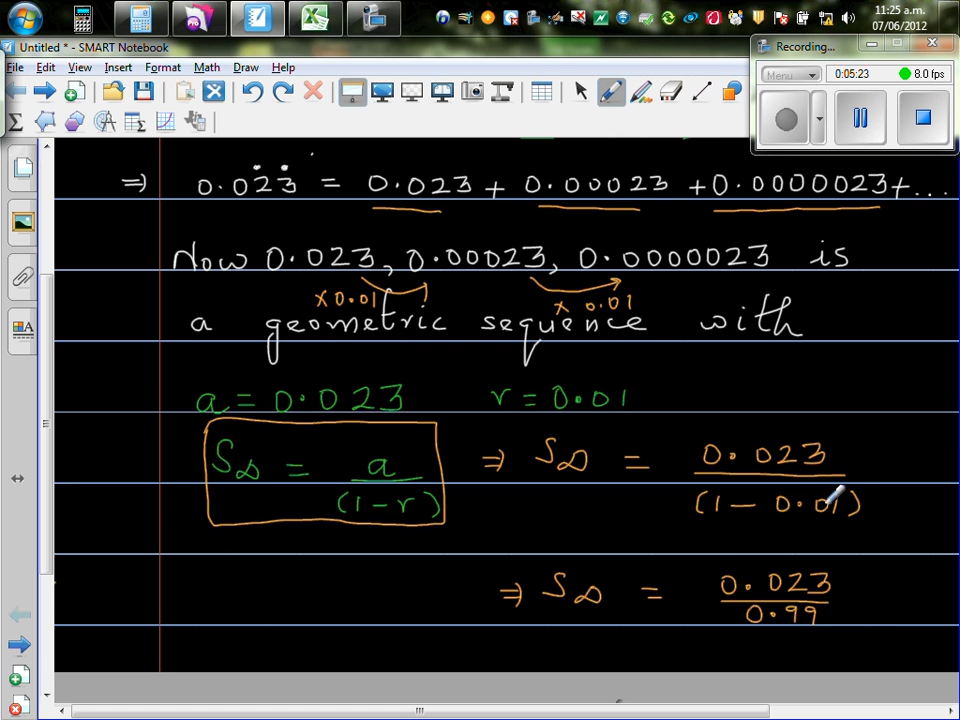 11:25 a.m.
07/06/2012
Untitled * - SMART Notebook
File Edit View Insert Format Math Draw Help
Recording...
Menu
0:05:23 8.0 fps
⇒ 0.02̇3̇ = 0.023 + 0.00023 + 0.0000023 + ...
Now 0.023, 0.00023, 0.0000023 is
×0.01 × 0.01
a geometric sequence with
a = 0.023 r = 0.01
S∞ = a/(1-r) ⇒ S∞ = 0.023/(1 - 0.01)
⇒ S∞ = 0.023/0.99